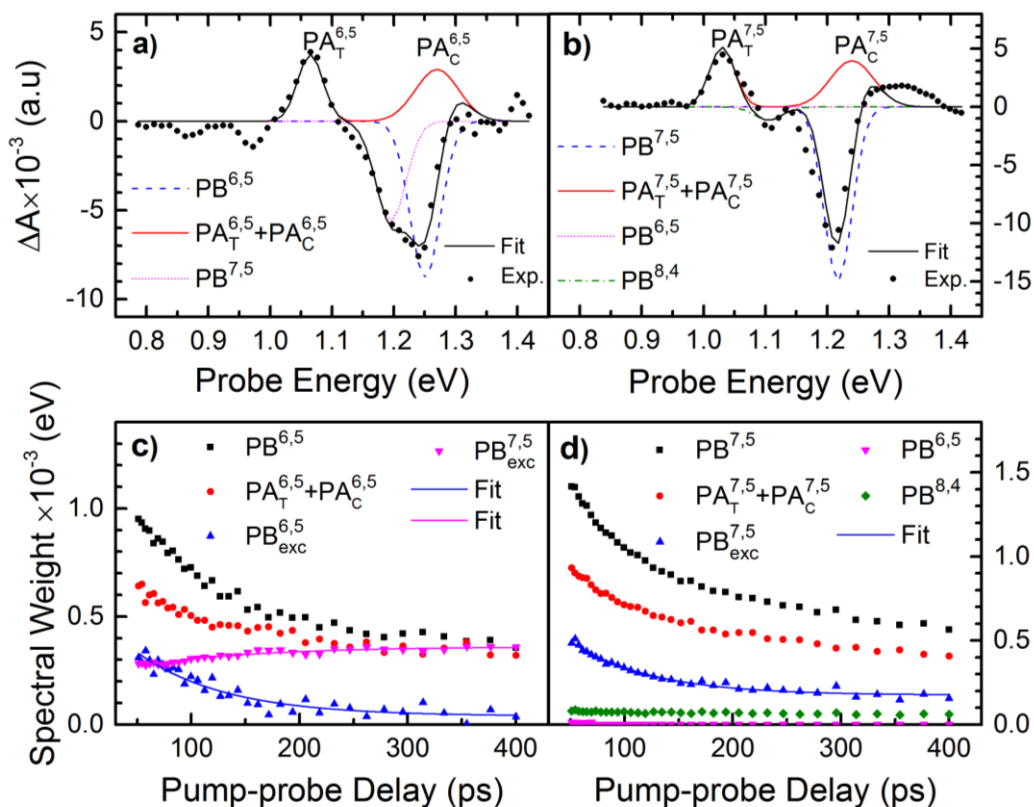 a)
PA_T^6,5
PA_C^6,5
5
0
-5
-10
ΔA×10^-3 (a.u)
PB^6,5
PA_T^6,5+PA_C^6,5
PB^7,5
Fit
Exp.
0.8 0.9 1.0 1.1 1.2 1.3 1.4
Probe Energy (eV)
b)
PA_T^7,5
PA_C^7,5
5
0
-5
-10
-15
PB^7,5
PA_T^7,5+PA_C^7,5
PB^6,5
PB^8,4
Fit
Exp.
0.8 0.9 1.0 1.1 1.2 1.3 1.4
Probe Energy (eV)
c)
PB^6,5
PA_T^6,5+PA_C^6,5
PB_exc^6,5
PB_exc^7,5
Fit
Fit
1.0
0.5
0.0
Spectral Weight ×10^-3 (eV)
100 200 300 400
Pump-probe Delay (ps)
d)
PB^7,5
PA_T^7,5+PA_C^7,5
PB_exc^7,5
PB^6,5
PB^8,4
Fit
1.5
1.0
0.5
0.0
100 200 300 400
Pump-probe Delay (ps)